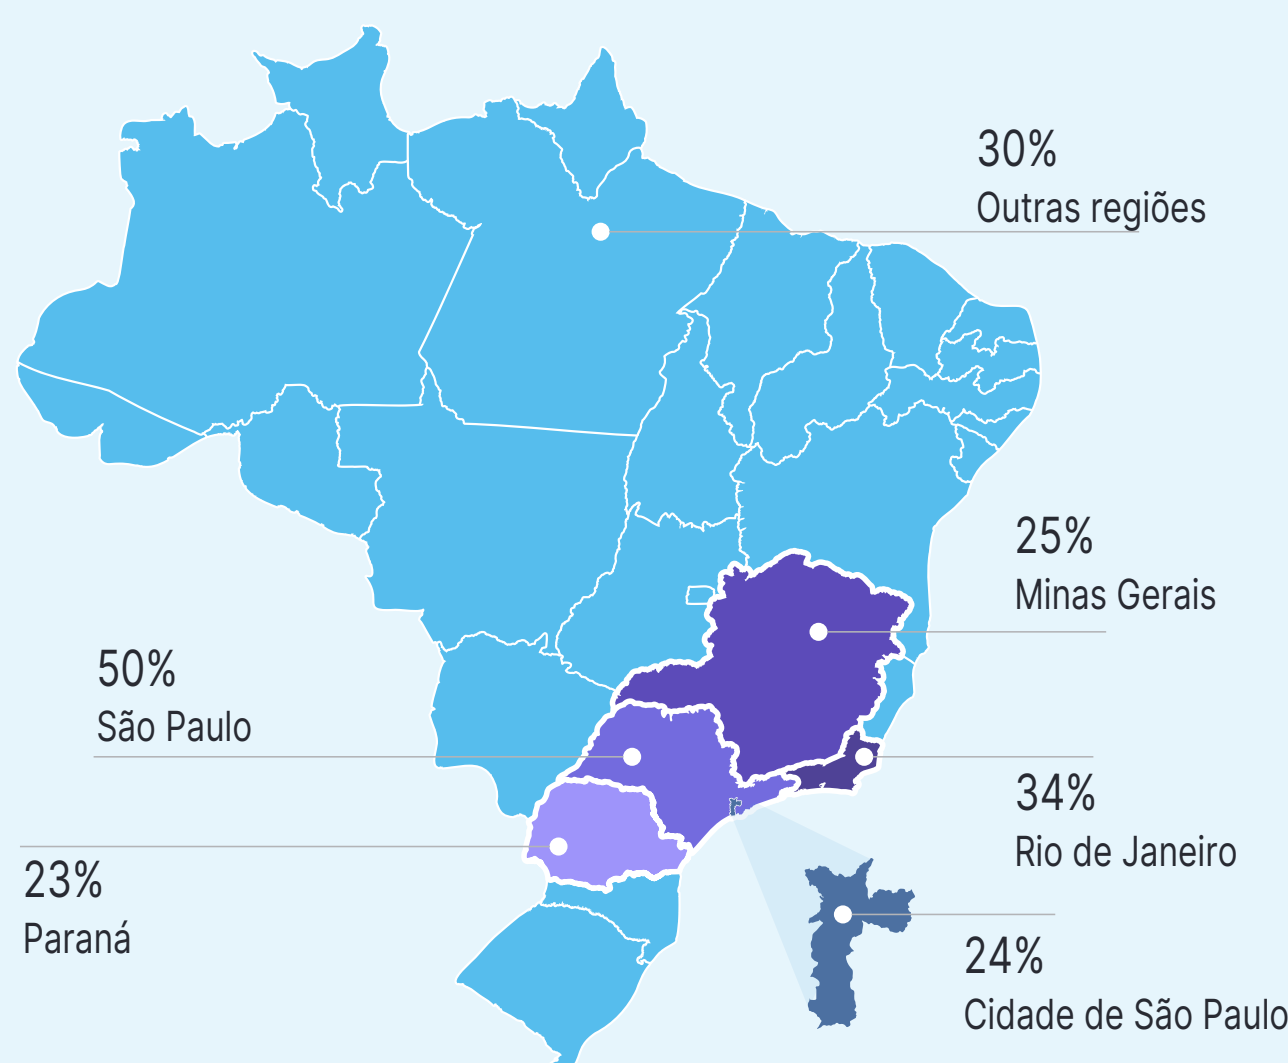 30%
Outras regiões
25%
Minas Gerais
50%
São Paulo
34%
Rio de Janeiro
23%
Paraná
24%
Cidade de São Paulo